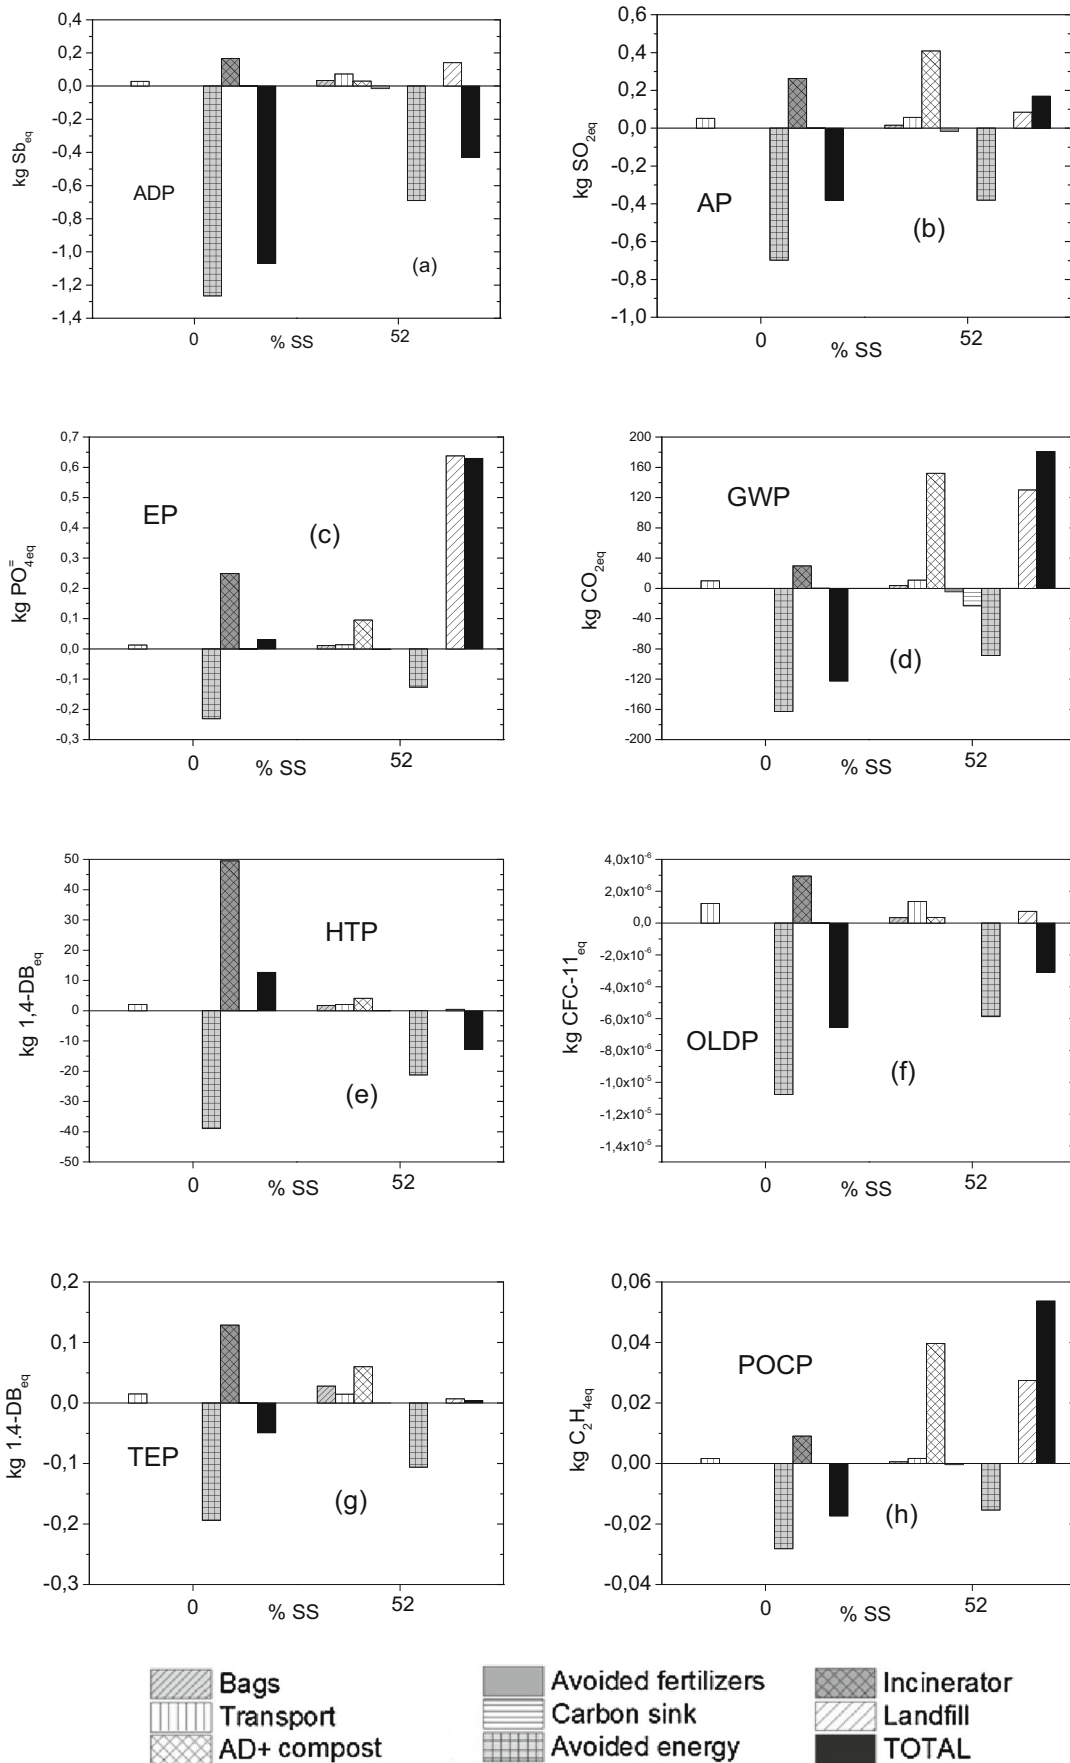 0,4
0,2
0,0
-0,2
-0,4
-0,6
-0,8
-1,0
-1,2
-1,4
kg Sb eq
ADP
(a)
0
% SS
52
0,6
0,4
0,2
0,0
-0,2
-0,4
-0,6
-0,8
-1,0
kg SO2eq
AP
(b)
0
% SS
52
0,7
0,6
0,5
0,4
0,3
0,2
0,1
0,0
-0,1
-0,2
-0,3
kg PO4eq=
EP
(c)
0
% SS
52
200
160
120
80
40
0
-40
-80
-120
-160
-200
kg CO2eq
GWP
(d)
0
% SS
52
50
40
30
20
10
0
-10
-20
-30
-40
-50
kg 1,4-DBeq
HTP
(e)
0
% SS
52
4,0x10-6
2,0x10-6
0,0
-2,0x10-6
-4,0x10-6
-6,0x10-6
-8,0x10-6
-1,0x10-5
-1,2x10-5
-1,4x10-5
kg CFC-11eq
OLDP
(f)
0
% SS
52
0,2
0,1
0,0
-0,1
-0,2
-0,3
kg 1.4-DBeq
TEP
(g)
0
% SS
52
0,06
0,04
0,02
0,00
-0,02
-0,04
kg C2H4eq
POCP
(h)
0
% SS
52
Bags
Transport
AD+ compost
Avoided fertilizers
Carbon sink
Avoided energy
Incinerator
Landfill
TOTAL